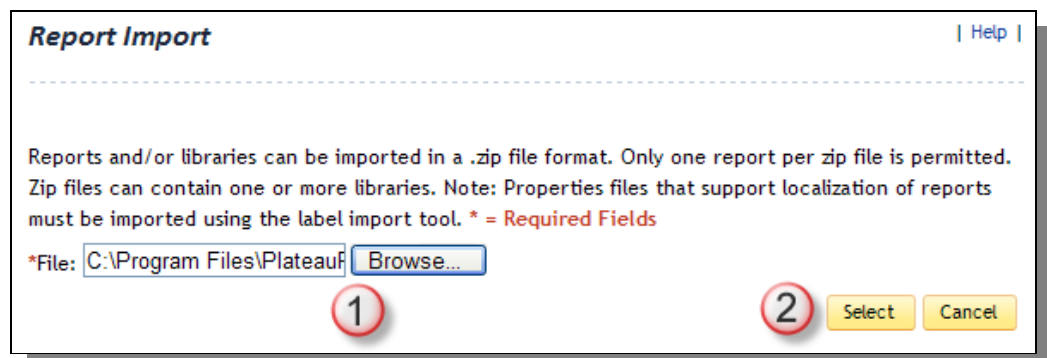 Report Import
| Help |
Reports and/or libraries can be imported in a .zip file format. Only one report per zip file is permitted.
Zip files can contain one or more libraries. Note: Properties files that support localization of reports
must be imported using the label import tool. * = Required Fields
*File: C:\Program Files\PlateauR Browse...
1
2 Select Cancel